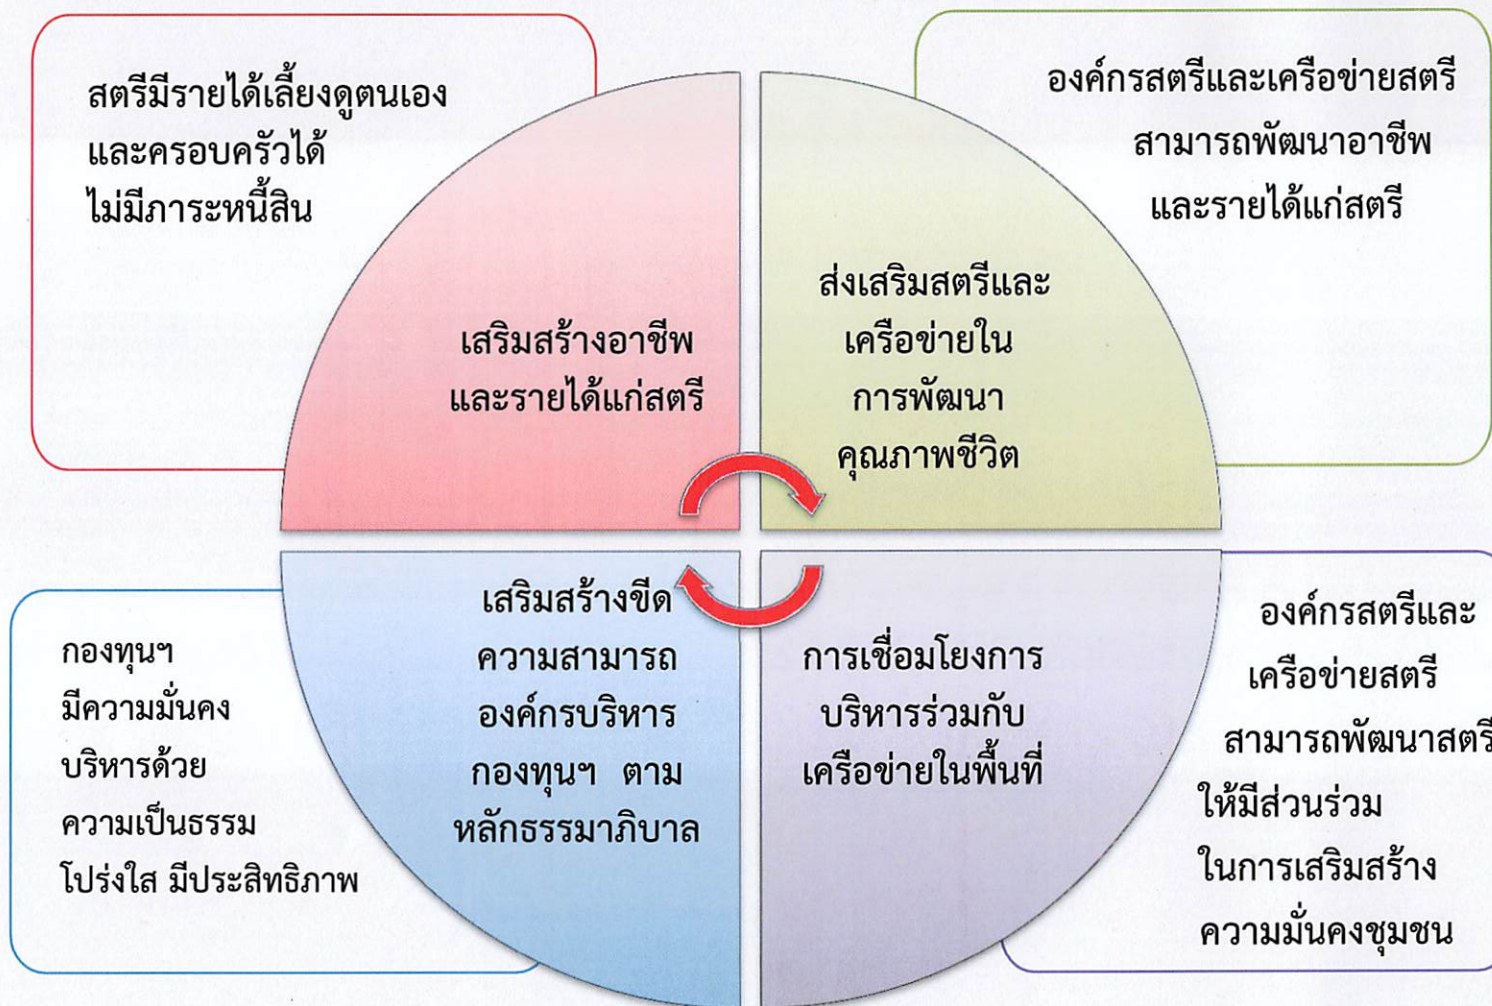 สตรีมีรายได้เลี้ยงดูตนเอง
และครอบครัวได้
ไม่มีภาระหนี้สิน
เสริมสร้างอาชีพ
และรายได้แก่สตรี
องค์กรสตรีและเครือข่ายสตรี
สามารถพัฒนาอาชีพ
และรายได้แก่สตรี
ส่งเสริมสตรีและ
เครือข่ายใน
การพัฒนา
คุณภาพชีวิต
กองทุนฯ
มีความมั่นคง
บริหารด้วย
ความเป็นธรรม
โปร่งใส มีประสิทธิภาพ
เสริมสร้างขีด
ความสามารถ
องค์กรบริหาร
กองทุนฯ ตาม
หลักธรรมาภิบาล
การเชื่อมโยงการ
บริหารร่วมกับ
เครือข่ายในพื้นที่
องค์กรสตรีและ
เครือข่ายสตรี
สามารถพัฒนาสตรี
ให้มีส่วนร่วม
ในการเสริมสร้าง
ความมั่นคงชุมชน